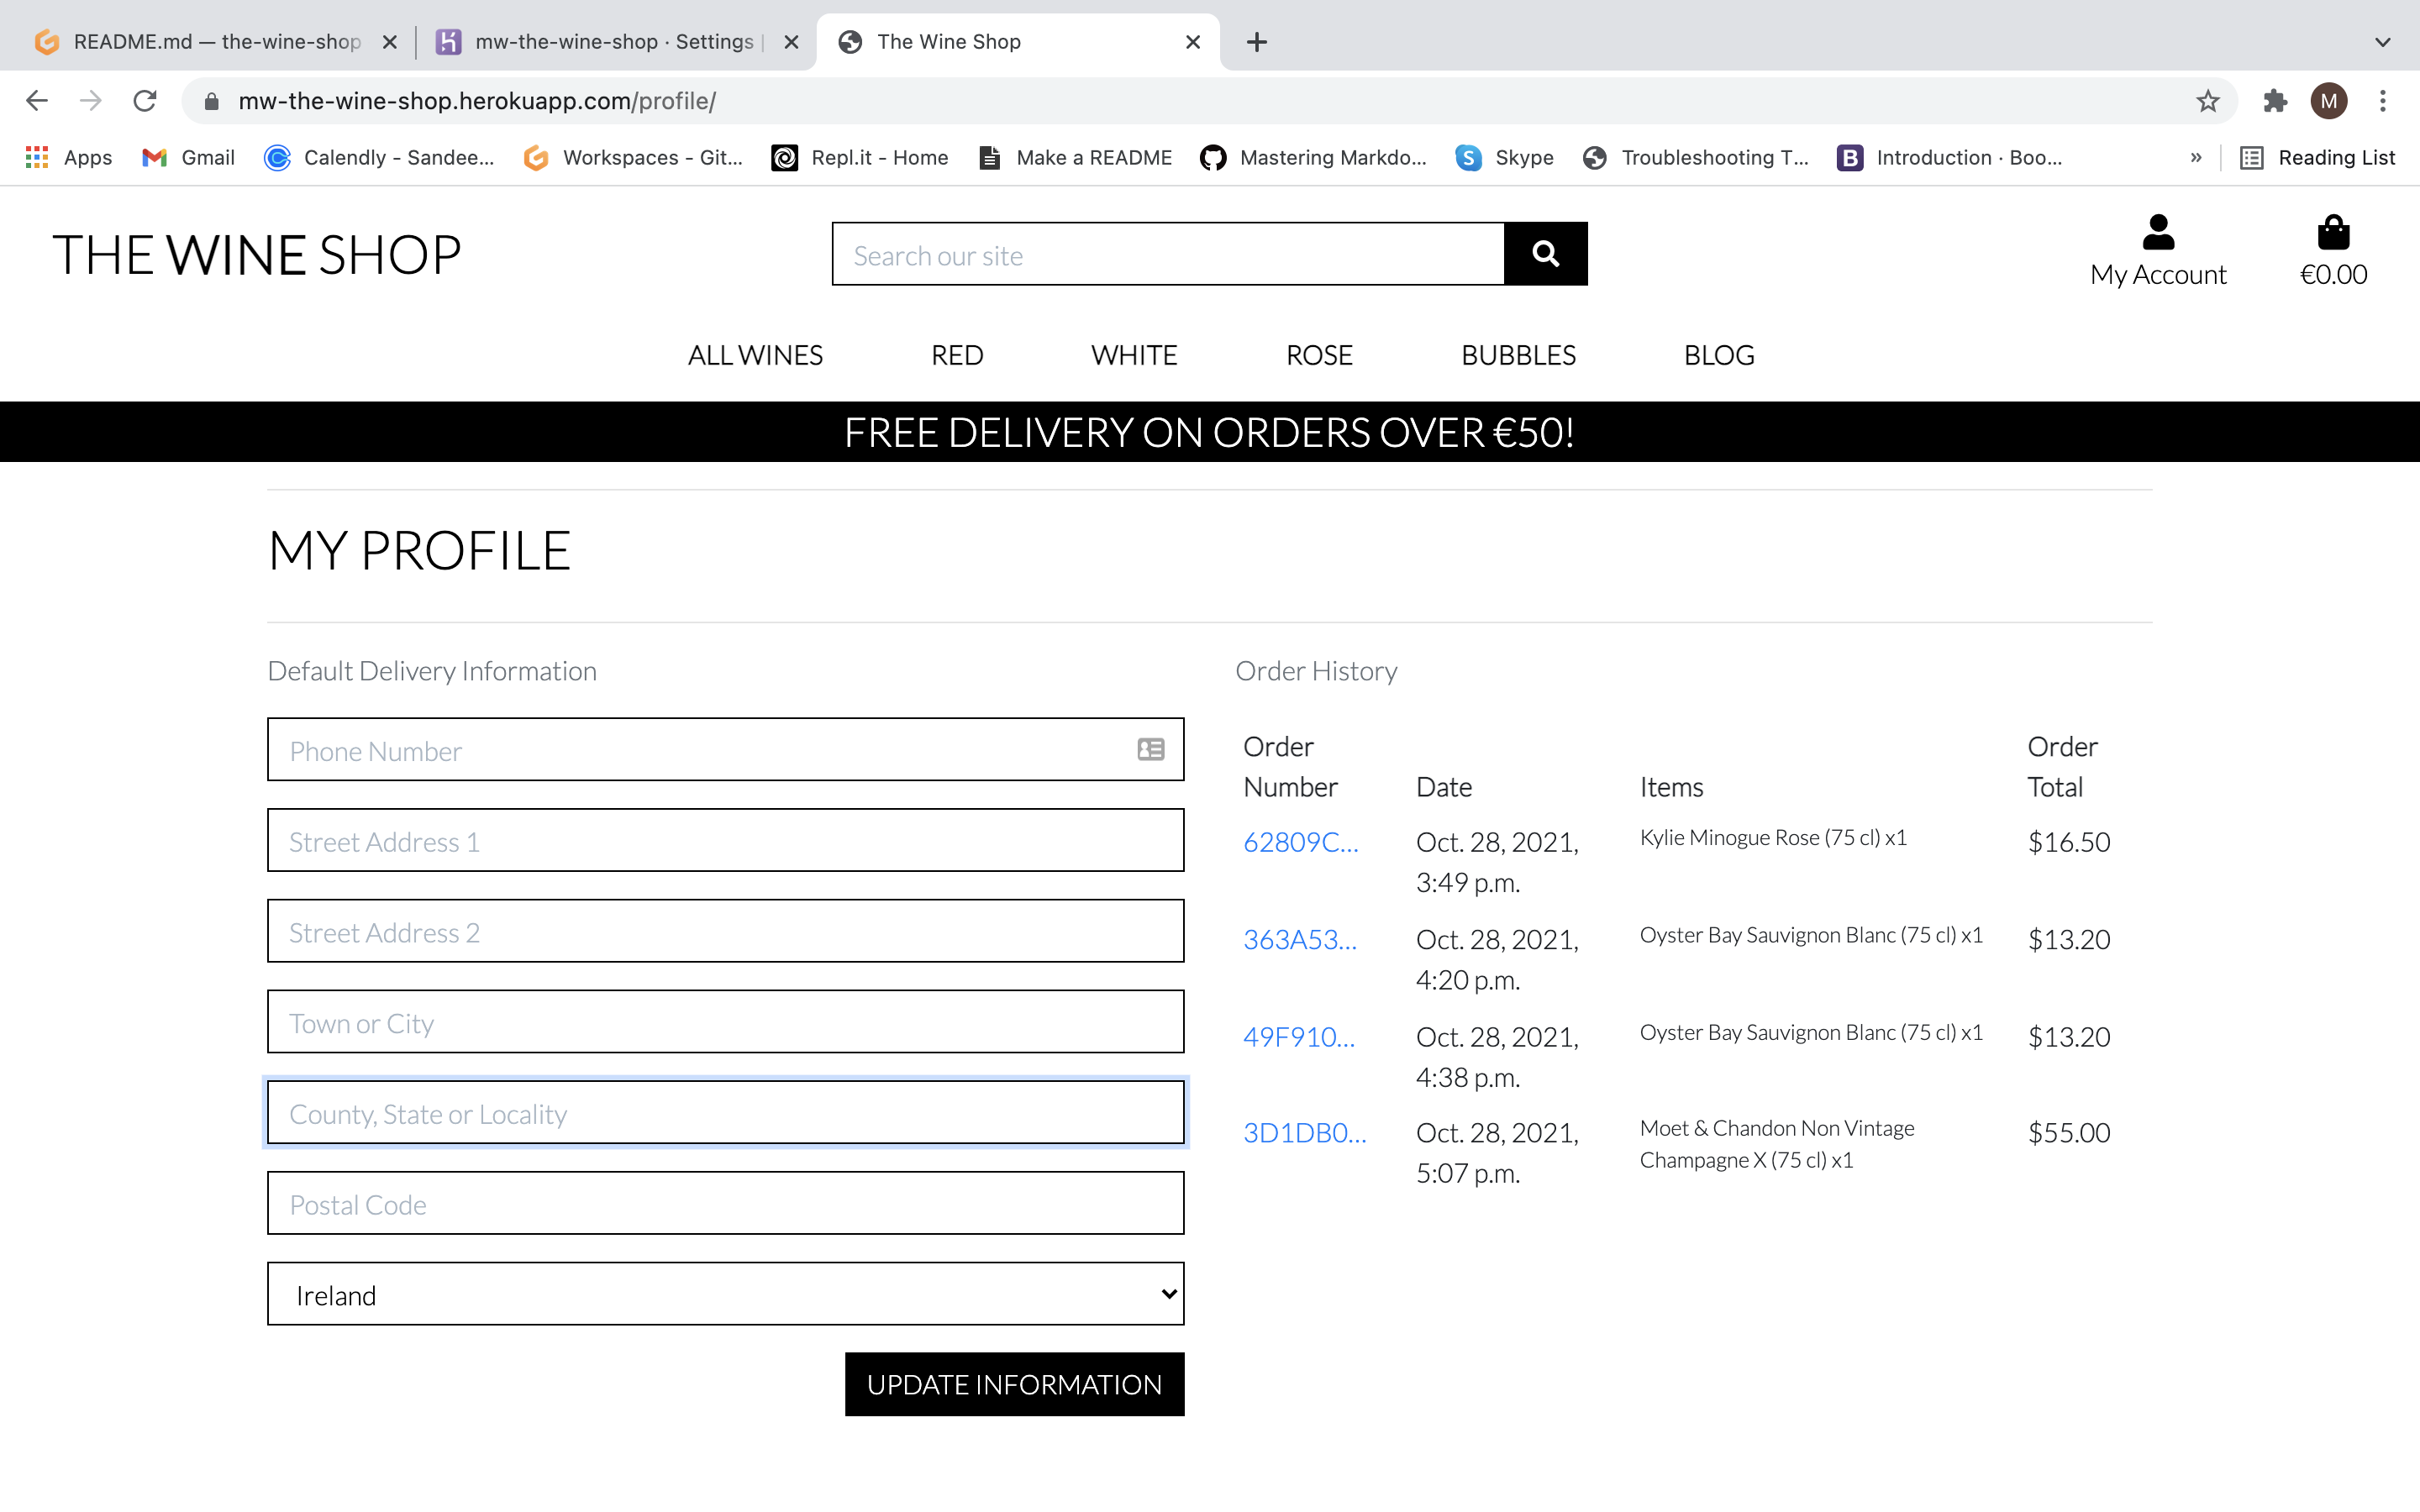 README.md — the-wine-shop
mw-the-wine-shop · Settings |
The Wine Shop
mw-the-wine-shop.herokuapp.com/profile/
M
Apps
Gmail
Calendly - Sandee...
Workspaces - Git...
Repl.it - Home
Make a README
Mastering Markdo...
S
Skype
Troubleshooting T...
B
Introduction · Boo...
»
Reading List
THE WINE SHOP
Search our site
My Account
€0.00
ALL WINES
RED
WHITE
ROSE
BUBBLES
BLOG
FREE DELIVERY ON ORDERS OVER €50!
MY PROFILE
Default Delivery Information
Phone Number
Street Address 1
Street Address 2
Town or City
County, State or Locality
Postal Code
Ireland
UPDATE INFORMATION
Order History
Order Number
Date
Items
Order Total
62809C...
Oct. 28, 2021,
3:49 p.m.
Kylie Minogue Rose (75 cl) x1
$16.50
363A53...
Oct. 28, 2021,
4:20 p.m.
Oyster Bay Sauvignon Blanc (75 cl) x1
$13.20
49F910...
Oct. 28, 2021,
4:38 p.m.
Oyster Bay Sauvignon Blanc (75 cl) x1
$13.20
3D1DB0...
Oct. 28, 2021,
5:07 p.m.
Moet & Chandon Non Vintage
Champagne X (75 cl) x1
$55.00